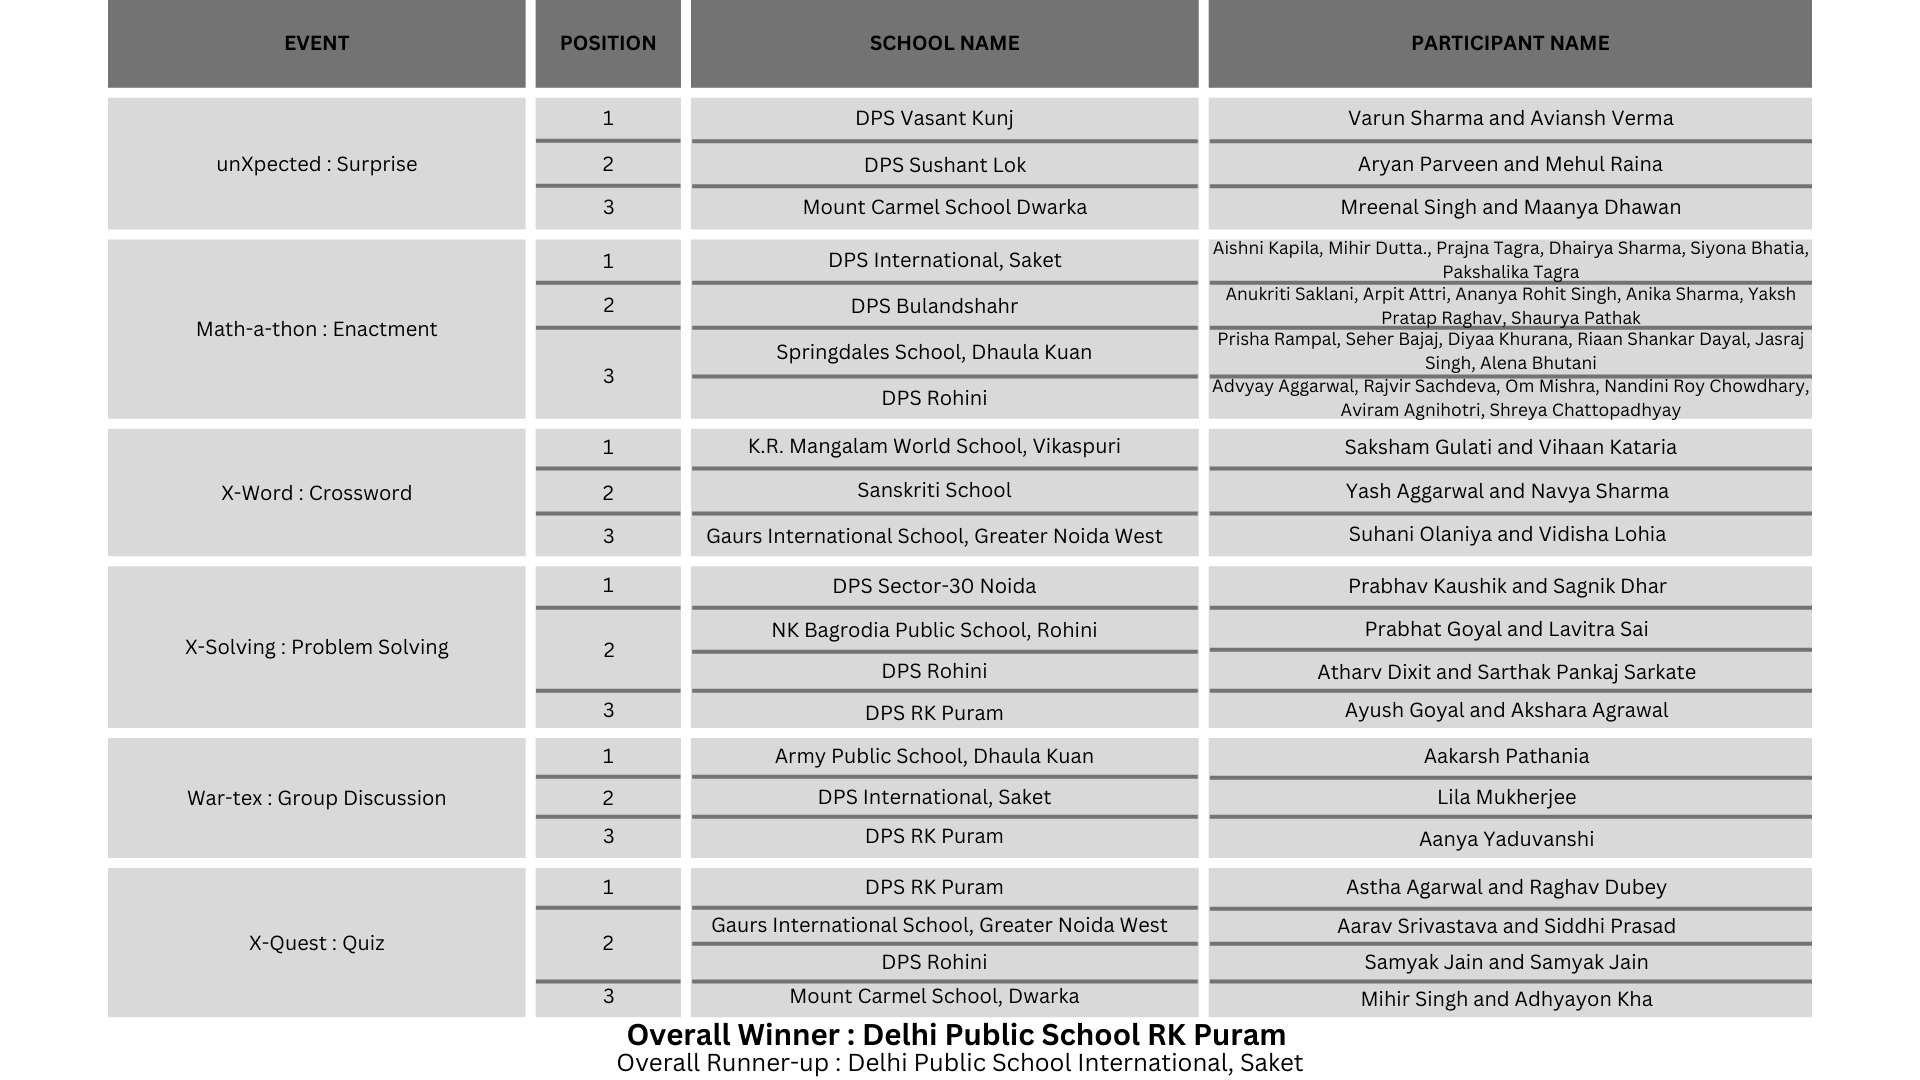 EVENT POSITION SCHOOL NAME PARTICIPANT NAME
unXpected : Surprise
1 DPS Vasant Kunj Varun Sharma and Aviansh Verma
2 DPS Sushant Lok Aryan Parveen and Mehul Raina
3 Mount Carmel School Dwarka Mreenal Singh and Maanya Dhawan
Math-a-thon : Enactment
1 DPS International, Saket Aishni Kapila, Mihir Dutta., Prajna Tagra, Dhairya Sharma, Siyona Bhatia,
Pakshalika Tagra
2 DPS Bulandshahr Anukriti Saklani, Arpit Attri, Ananya Rohit Singh, Anika Sharma, Yaksh
Pratap Raghav, Shaurya Pathak
3 Springdales School, Dhaula Kuan Prisha Rampal, Seher Bajaj, Diyaa Khurana, Riaan Shankar Dayal, Jasraj
Singh, Alena Bhutani
DPS Rohini Advyay Aggarwal, Rajvir Sachdeva, Om Mishra, Nandini Roy Chowdhary,
Aviram Agnihotri, Shreya Chattopadhyay
X-Word : Crossword
1 K.R. Mangalam World School, Vikaspuri Saksham Gulati and Vihaan Kataria
2 Sanskriti School Yash Aggarwal and Navya Sharma
3 Gaurs International School, Greater Noida West Suhani Olaniya and Vidisha Lohia
X-Solving : Problem Solving
1 DPS Sector-30 Noida Prabhav Kaushik and Sagnik Dhar
2 NK Bagrodia Public School, Rohini Prabhat Goyal and Lavitra Sai
DPS Rohini Atharv Dixit and Sarthak Pankaj Sarkate
3 DPS RK Puram Ayush Goyal and Akshara Agrawal
War-tex : Group Discussion
1 Army Public School, Dhaula Kuan Aakarsh Pathania
2 DPS International, Saket Lila Mukherjee
3 DPS RK Puram Aanya Yaduvanshi
X-Quest : Quiz
1 DPS RK Puram Astha Agarwal and Raghav Dubey
2 Gaurs International School, Greater Noida West Aarav Srivastava and Siddhi Prasad
DPS Rohini Samyak Jain and Samyak Jain
3 Mount Carmel School, Dwarka Mihir Singh and Adhyayon Kha
Overall Winner : Delhi Public School RK Puram
Overall Runner-up : Delhi Public School International, Saket